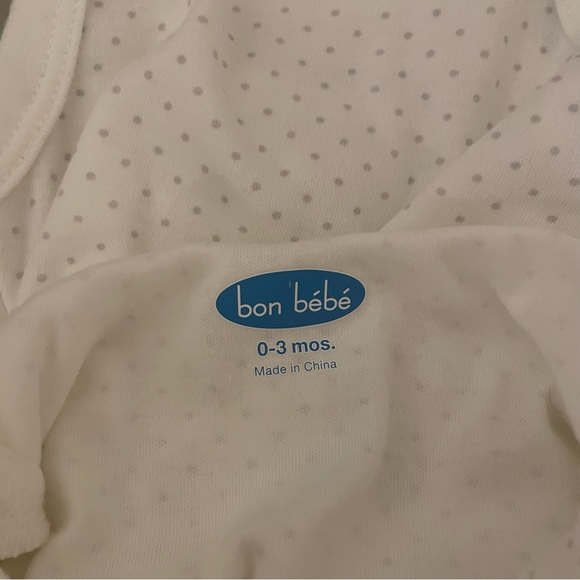 bon bébé
0-3 mos.
Made in China